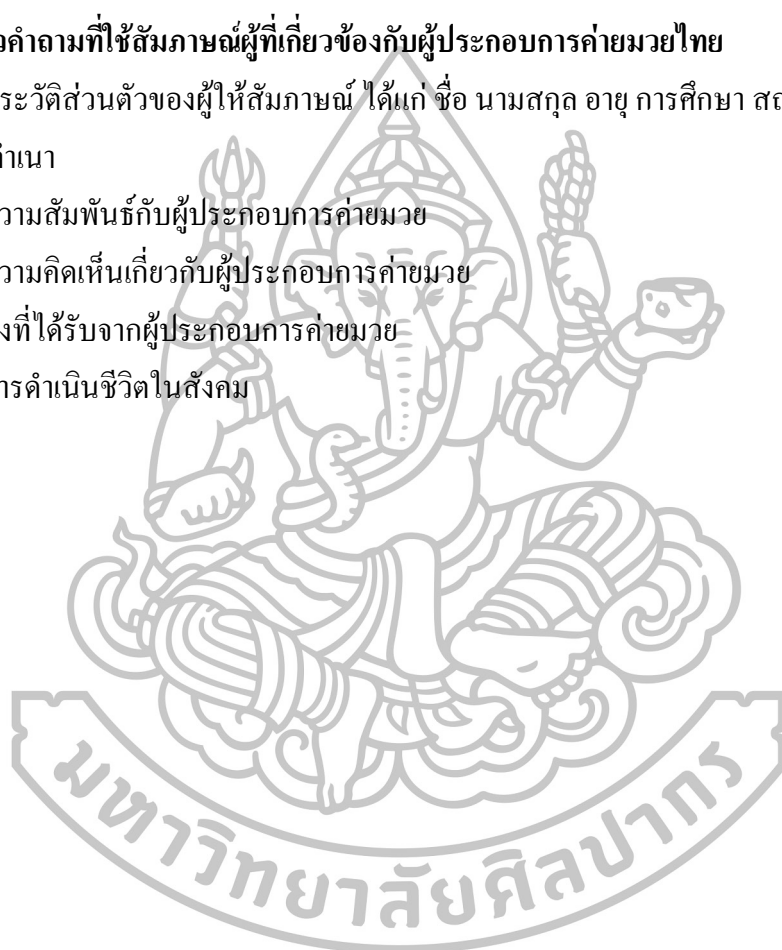 วคำถามที่ใช้สัมภาษณ์ผู้ที่เกี่ยวข้องกับผู้ประกอบการค่ายมวยไทย
ระวัติส่วนตัวของผู้ให้สัมภาษณ์ ได้แก่ ชื่อ นามสกุล อายุ การศึกษา
ำเนา
วามสัมพันธ์กับผู้ประกอบการค่ายมวย
วามคิดเห็นเกี่ยวกับผู้ประกอบการค่ายมวย
งที่ได้รับจากผู้ประกอบการค่ายมวย
ารดำเนินชีวิตในสังคม
มหาวิทยาลัยศิลปากร